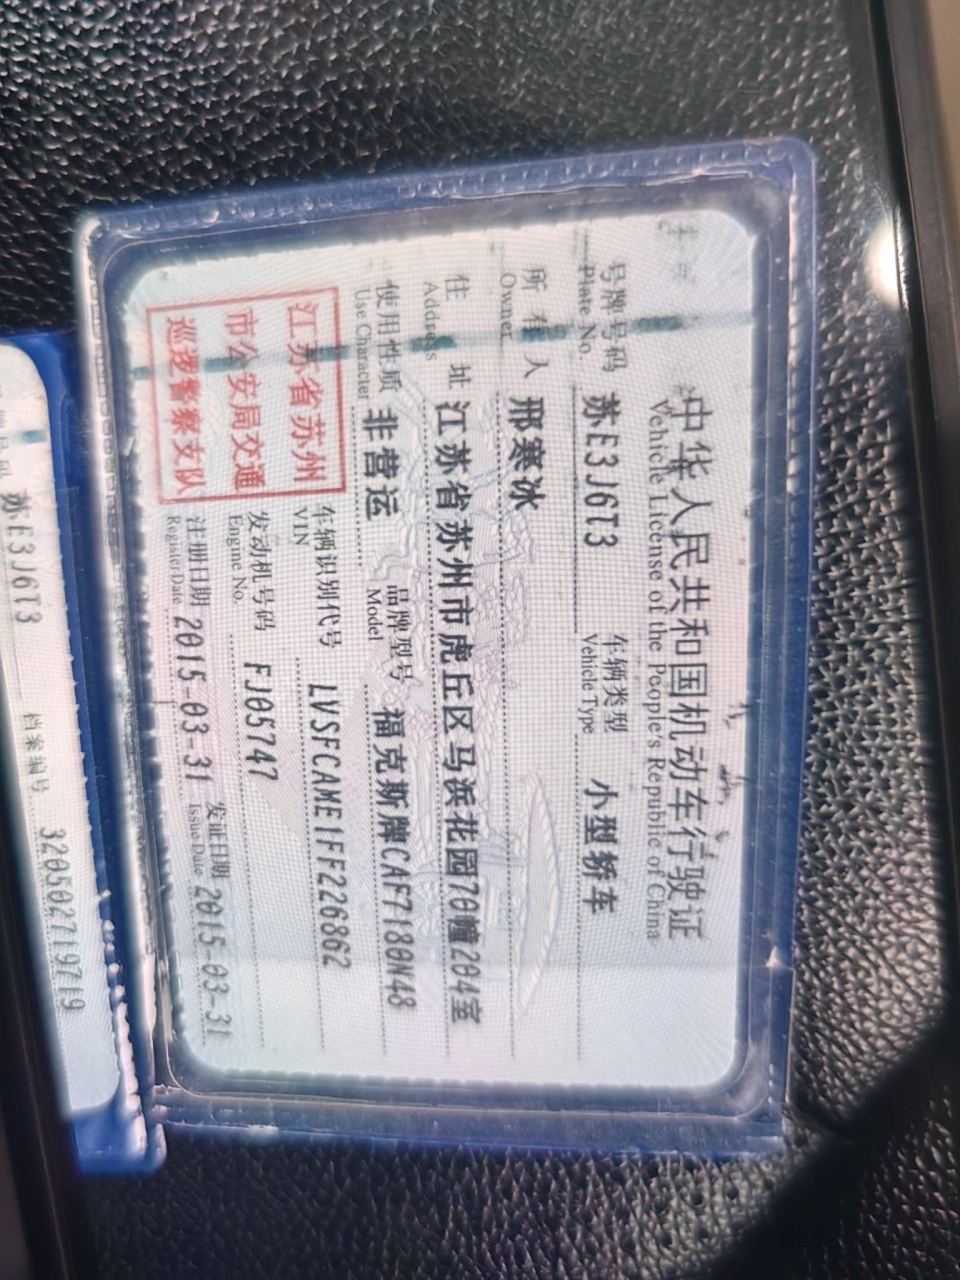 中华人民共和国机动车行驶证
Vehicle License of the People's Republic of China
号牌号码 苏E3J6T3 车辆类型 小型轿车
Plate No. Vehicle Type
所有人 邢寒冰
Owner
住址 江苏省苏州市虎丘区马浜花园70幢204室
Address
使用性质 非营运 品牌型号 福克斯牌CAF7180N48
Use Character Model
江苏省苏州
市公安局交通
巡逻警察支队
车辆识别代号 LVSFCAME1FF226862
VIN
发动机号码 FJ05747
Engine No.
注册日期 2015-03-31 发证日期 2015-03-31
Register Date Issue Date
苏E3J6T3 档案编号 320502719719